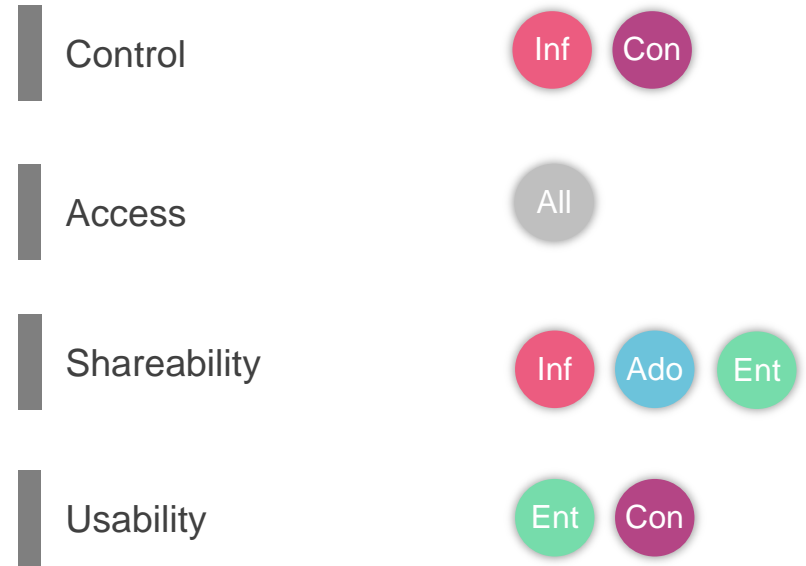 Control Inf Con
Access All
Shareability Inf Ado Ent
Usability Ent Con